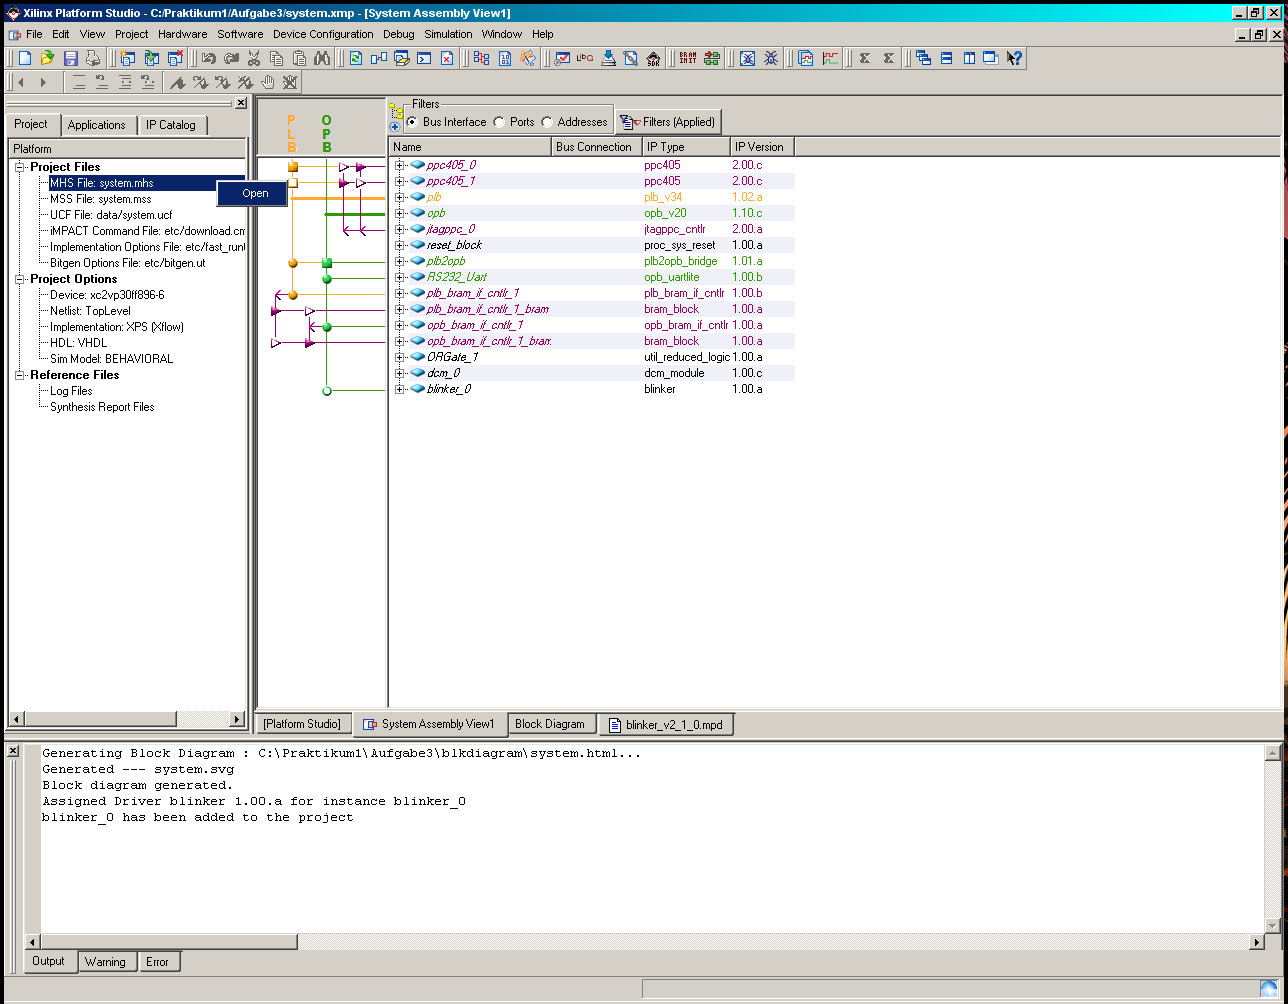 Xilinx Platform Studio - C:/Praktikum1/Aufgabe3/system.xmp - [System Assembly View1]
File Edit View Project Hardware Software Device Configuration Debug Simulation Window Help
Project Applications IP Catalog
Platform
Project Files
MHS File: system.mhs
MSS File: system.mss
UCF File: data/system.ucf
iMPACT Command File: etc/download.cm
Implementation Options File: etc/fast_runt
Bitgen Options File: etc/bitgen.ut
Project Options
Device: xc2vp30ff896-6
Netlist: TopLevel
Implementation: XPS (Xflow)
HDL: VHDL
Sim Model: BEHAVIORAL
Reference Files
Log Files
Synthesis Report Files
Open
PLB OPB
Filters
Bus Interface Ports Addresses Filters (Applied)
Name Bus Connection IP Type IP Version
ppc405_0 ppc405 2.00.c
ppc405_1 ppc405 2.00.c
plb plb_v34 1.02.a
opb opb_v20 1.10.c
jtagppc_0 jtagppc_cntlr 2.00.a
reset_block proc_sys_reset 1.00.a
plb2opb plb2opb_bridge 1.01.a
RS232_Uart opb_uartlite 1.00.b
plb_bram_if_cntlr_1 plb_bram_if_cntlr 1.00.b
plb_bram_if_cntlr_1_bram bram_block 1.00.a
opb_bram_if_cntlr_1 opb_bram_if_cntlr 1.00.a
opb_bram_if_cntlr_1_bram bram_block 1.00.a
ORGate_1 util_reduced_logic 1.00.a
dcm_0 dcm_module 1.00.c
blinker_0 blinker 1.00.a
[Platform Studio] System Assembly View1 Block Diagram blinker_v2_1_0.mpd
Generating Block Diagram : C:\Praktikum1\Aufgabe3\blkdiagram\system.html...
Generated --- system.svg
Block diagram generated.
Assigned Driver blinker 1.00.a for instance blinker_0
blinker_0 has been added to the project
Output Warning Error